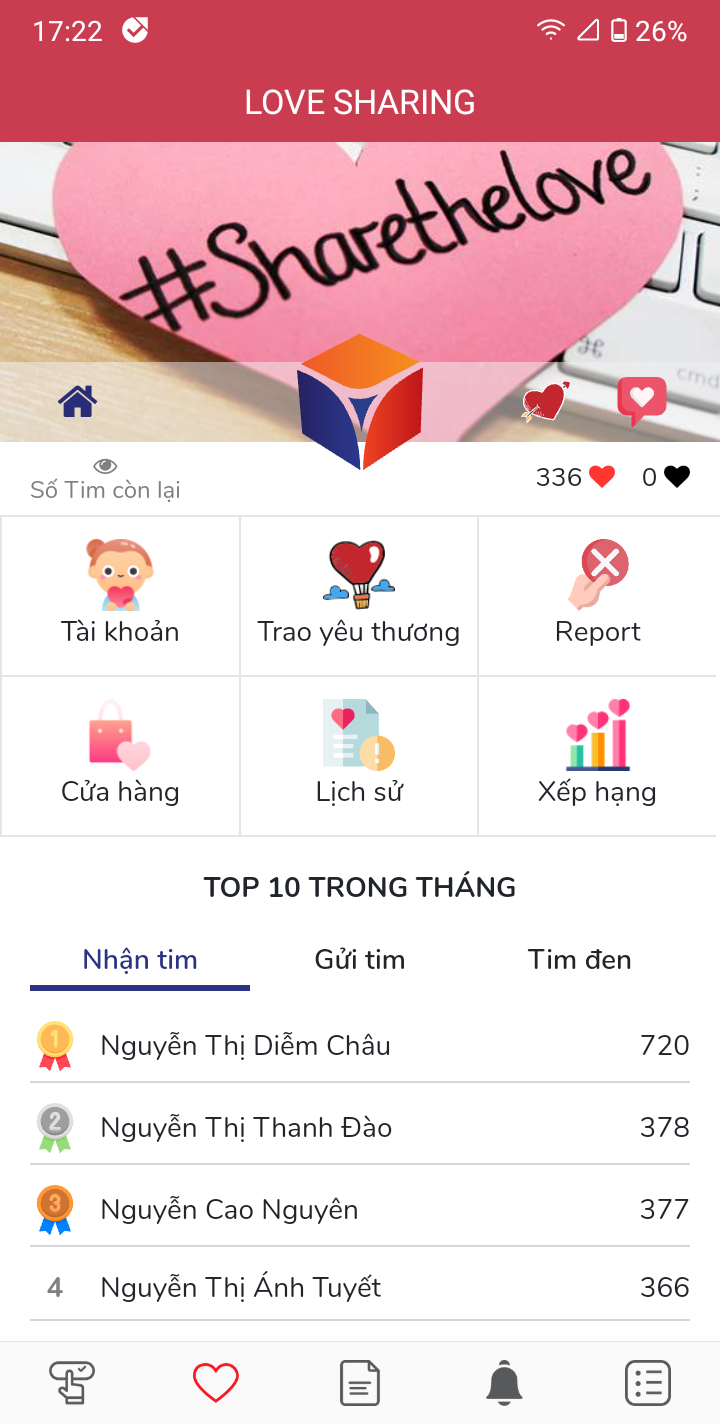 17:22
26%
LOVE SHARING
#Sharethelove
⌘
cmd
Số Tim còn lại
336
0
Tài khoản
Trao yêu thương
Report
Cửa hàng
Lịch sử
Xếp hạng
TOP 10 TRONG THÁNG
Nhận tim
Gửi tim
Tim đen
1 Nguyễn Thị Diễm Châu 720
2 Nguyễn Thị Thanh Đào 378
3 Nguyễn Cao Nguyên 377
4 Nguyễn Thị Ánh Tuyết 366